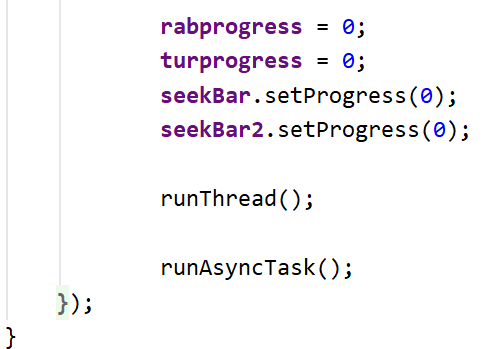 rabprogress = 0;
turprogress = 0;
seekBar.setProgress(0);
seekBar2.setProgress(0);
runThread();
runAsyncTask();
});
}